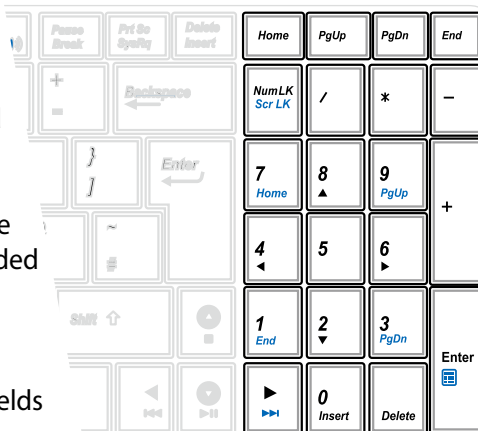 Pause Prt Sc Delete Home PgUp PgDn End
Break SysRq Insert
+ Backspace NumLK / * −
= Scr LK
} Enter 7 8 9 +
] Home ▲ PgUp
e ~ 4 5 6
ded # ◄ ►
Shift ⇧ 1 2 3 Enter
End ▼ PgDn
elds 0
Insert Delete